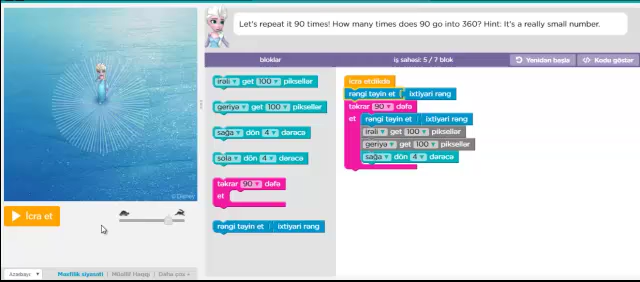 Let's repeat it 90 times! How many times does 90 go into 360? Hint: It's a really small number.
bloklar
iş sahəsi: 5 / 7 blok
Yenidən başla
Kodu göstər
irəli get 100 piksellər
geriyə get 100 piksellər
sağa dön 4 dərəcə
sola dön 4 dərəcə
təkrar 90 dəfə
et
rəngi təyin et ixtiyari rəng
icra etdikdə
rəngi təyin et ixtiyari rəng
təkrar 90 dəfə
et rəngi təyin et ixtiyari rəng
irəli get 100 piksellər
geriyə get 100 piksellər
sağa dön 4 dərəcə
© Disney
İcra et
Məxfilik siyasəti